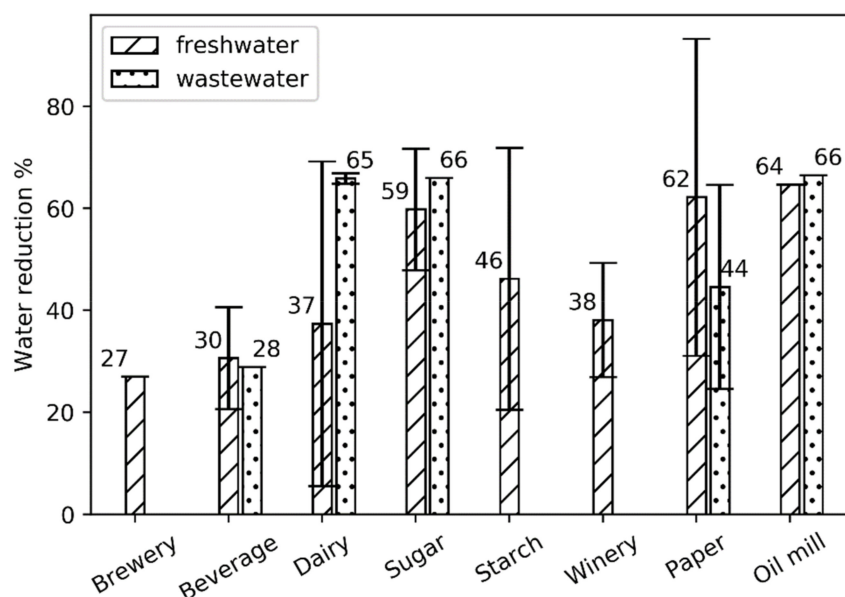 freshwater
wastewater
Water reduction %
80
60
40
20
0
27
30
28
37
65
59
66
46
38
62
44
64
66
Brewery
Beverage
Dairy
Sugar
Starch
Winery
Paper
Oil mill